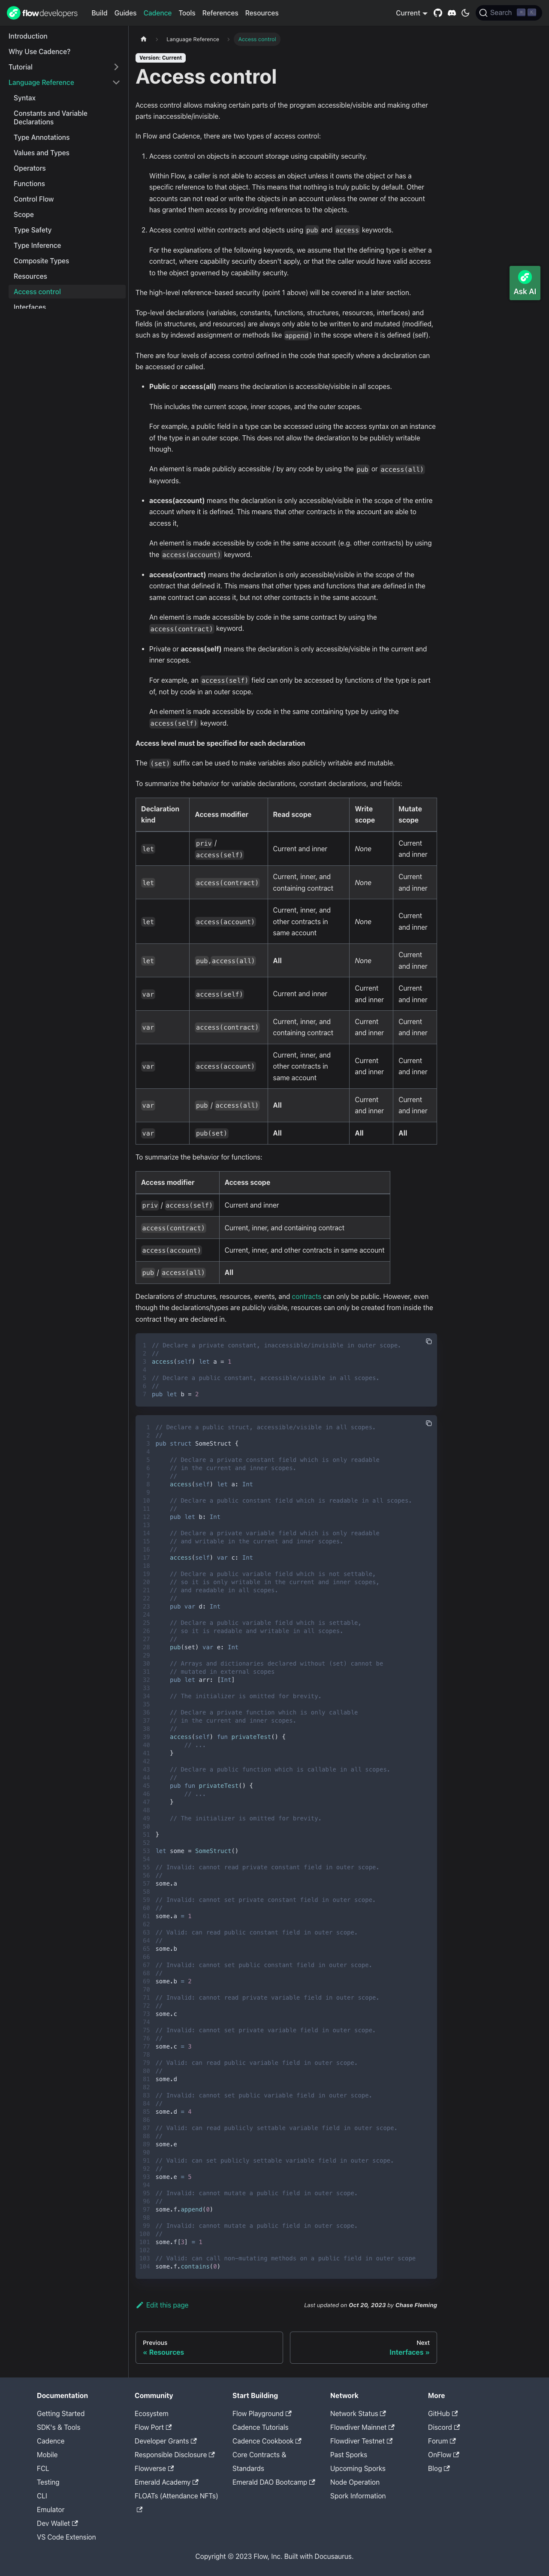 flow developers Build Guides Cadence Tools References Resources Current Search
Introduction
Why Use Cadence?
Tutorial
Language Reference
Syntax
Constants and Variable
Declarations
Type Annotations
Values and Types
Operators
Functions
Control Flow
Scope
Type Safety
Type Inference
Composite Types
Resources
Access control
Interfaces
Language Reference > Access control
Version: Current
Access control
Access control allows making certain parts of the program accessible/visible and making other
parts inaccessible/invisible.
In Flow and Cadence, there are two types of access control:
1. Access control on objects in account storage using capability security.
Within Flow, a caller is not able to access an object unless it owns the object or has a
specific reference to that object. This means that nothing is truly public by default. Other
accounts can not read or write the objects in an account unless the owner of the account
has granted them access by providing references to the objects.
2. Access control within contracts and objects using pub and access keywords.
For the explanations of the following keywords, we assume that the defining type is either a
contract, where capability security doesn't apply, or that the caller would have valid access
to the object governed by capability security.
The high-level reference-based security (point 1 above) will be covered in a later section.
Top-level declarations (variables, constants, functions, structures, resources, interfaces) and
fields (in structures, and resources) are always only able to be written to and mutated (modified,
such as by indexed assignment or methods like append) in the scope where it is defined (self).
There are four levels of access control defined in the code that specify where a declaration can
be accessed or called.
• Public or access(all) means the declaration is accessible/visible in all scopes.
This includes the current scope, inner scopes, and the outer scopes.
For example, a public field in a type can be accessed using the access syntax on an instance
of the type in an outer scope. This does not allow the declaration to be publicly writable
though.
An element is made publicly accessible / by any code by using the pub or access(all)
keywords.
• access(account) means the declaration is only accessible/visible in the scope of the entire
account where it is defined. This means that other contracts in the account are able to
access it,
An element is made accessible by code in the same account (e.g. other contracts) by using
the access(account) keyword.
• access(contract) means the declaration is only accessible/visible in the scope of the
contract that defined it. This means that other types and functions that are defined in the
same contract can access it, but not other contracts in the same account.
An element is made accessible by code in the same contract by using the
access(contract) keyword.
• Private or access(self) means the declaration is only accessible/visible in the current and
inner scopes.
For example, an access(self) field can only be accessed by functions of the type is part
of, not by code in an outer scope.
An element is made accessible by code in the same containing type by using the
access(self) keyword.
Access level must be specified for each declaration
The (set) suffix can be used to make variables also publicly writable and mutable.
To summarize the behavior for variable declarations, constant declarations, and fields:
Declaration kind Access modifier Read scope Write scope Mutate scope
let priv / access(self) Current and inner None Current and inner
let access(contract) Current, inner, and containing contract None Current and inner
let access(account) Current, inner, and other contracts in same account None Current and inner
let pub,access(all) All None Current and inner
var access(self) Current and inner Current and inner Current and inner
var access(contract) Current, inner, and containing contract Current and inner Current and inner
var access(account) Current, inner, and other contracts in same account Current and inner Current and inner
var pub / access(all) All Current and inner Current and inner
var pub(set) All All All
To summarize the behavior for functions:
Access modifier Access scope
priv / access(self) Current and inner
access(contract) Current, inner, and containing contract
access(account) Current, inner, and other contracts in same account
pub / access(all) All
Declarations of structures, resources, events, and contracts can only be public. However, even
though the declarations/types are publicly visible, resources can only be created from inside the
contract they are declared in.
1 // Declare a private constant, inaccessible/invisible in outer scope.
2 //
3 access(self) let a = 1
4
5 // Declare a public constant, accessible/visible in all scopes.
6 //
7 pub let b = 2
1 // Declare a public struct, accessible/visible in all scopes.
2 //
3 pub struct SomeStruct {
4
5 // Declare a private constant field which is only readable
6 // in the current and inner scopes.
7 //
8 access(self) let a: Int
9
10 // Declare a public constant field which is readable in all scopes.
11 //
12 pub let b: Int
13
14 // Declare a private variable field which is only readable
15 // and writable in the current and inner scopes.
16 //
17 access(self) var c: Int
18
19 // Declare a public variable field which is not settable,
20 // so it is only writable in the current and inner scopes,
21 // and readable in all scopes.
22 //
23 pub var d: Int
24
25 // Declare a public variable field which is settable,
26 // so it is readable and writable in all scopes.
27 //
28 pub(set) var e: Int
29
30 // Arrays and dictionaries declared without (set) cannot be
31 // mutated in external scopes
32 pub let arr: [Int]
33
34 // The initializer is omitted for brevity.
35
36 // Declare a private function which is only callable
37 // in the current and inner scopes.
38 //
39 access(self) fun privateTest() {
40 // ...
41 }
42
43 // Declare a public function which is callable in all scopes.
44 //
45 pub fun privateTest() {
46 // ...
47 }
48
49 // The initializer is omitted for brevity.
50
51 }
52
53 let some = SomeStruct()
54
55 // Invalid: cannot read private constant field in outer scope.
56 //
57 some.a
58
59 // Invalid: cannot set private constant field in outer scope.
60 //
61 some.a = 1
62
63 // Valid: can read public constant field in outer scope.
64 //
65 some.b
66
67 // Invalid: cannot set public constant field in outer scope.
68 //
69 some.b = 2
70
71 // Invalid: cannot read private variable field in outer scope.
72 //
73 some.c
74
75 // Invalid: cannot set private variable field in outer scope.
76 //
77 some.c = 3
78
79 // Valid: can read public variable field in outer scope.
80 //
81 some.d
82
83 // Invalid: cannot set public variable field in outer scope.
84 //
85 some.d = 4
86
87 // Valid: can read publicly settable variable field in outer scope.
88 //
89 some.e
90
91 // Valid: can set publicly settable variable field in outer scope.
92 //
93 some.e = 5
94
95 // Invalid: cannot mutate a public field in outer scope.
96 //
97 some.f.append(0)
98
99 // Invalid: cannot mutate a public field in outer scope.
100 //
101 some.f[3] = 1
102
103 // Valid: can call non-mutating methods on a public field in outer scope
104 some.f.contains(0)
Edit this page
Last updated on Oct 20, 2023 by Chase Fleming
Previous
« Resources
Next
Interfaces »
Ask AI
Documentation
Getting Started
SDK's & Tools
Cadence
Mobile
FCL
Testing
CLI
Emulator
Dev Wallet
VS Code Extension
Community
Ecosystem
Flow Port
Developer Grants
Responsible Disclosure
Flowverse
Emerald Academy
FLOATs (Attendance NFTs)
Start Building
Flow Playground
Cadence Tutorials
Cadence Cookbook
Core Contracts &
Standards
Emerald DAO Bootcamp
Network
Network Status
Flowdiver Mainnet
Flowdiver Testnet
Past Sporks
Upcoming Sporks
Node Operation
Spork Information
More
GitHub
Discord
Forum
OnFlow
Blog
Copyright © 2023 Flow, Inc. Built with Docusaurus.